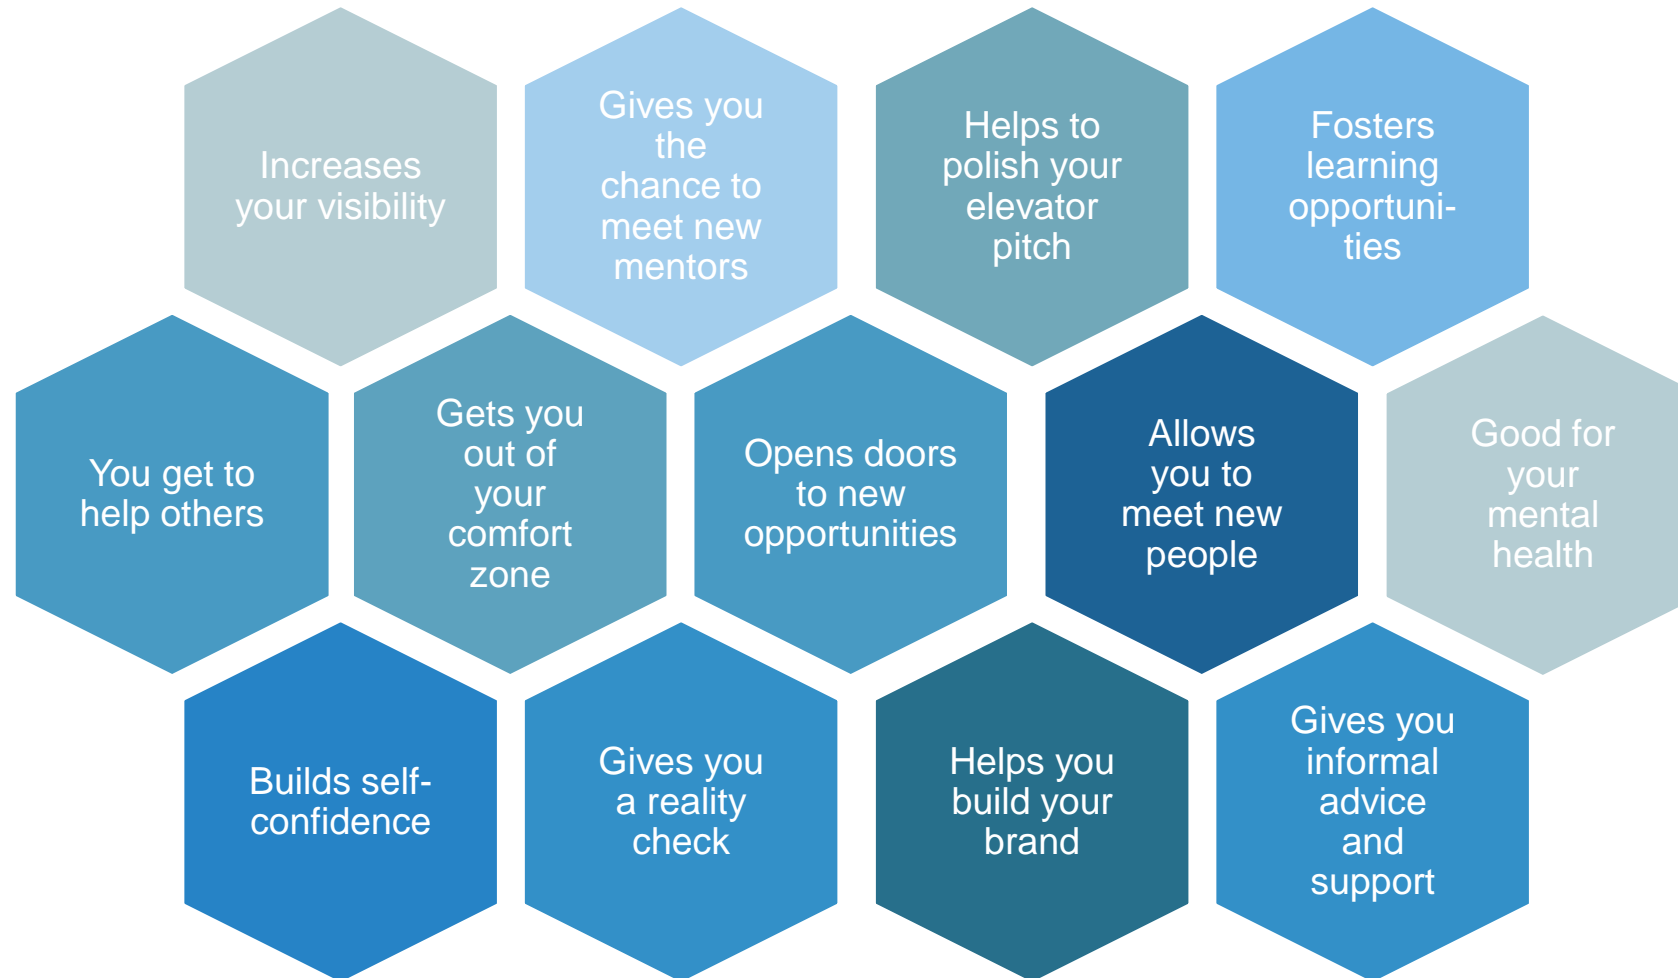 Increases
your visibility
Gives you
the
chance to
meet new
mentors
Helps to
polish your
elevator
pitch
Fosters
learning
opportuni-
ties
You get to
help others
Gets you
out of
your
comfort
zone
Opens doors
to new
opportunities
Allows
you to
meet new
people
Good for
your
mental
health
Builds self-
confidence
Gives you
a reality
check
Helps you
build your
brand
Gives you
informal
advice
and
support